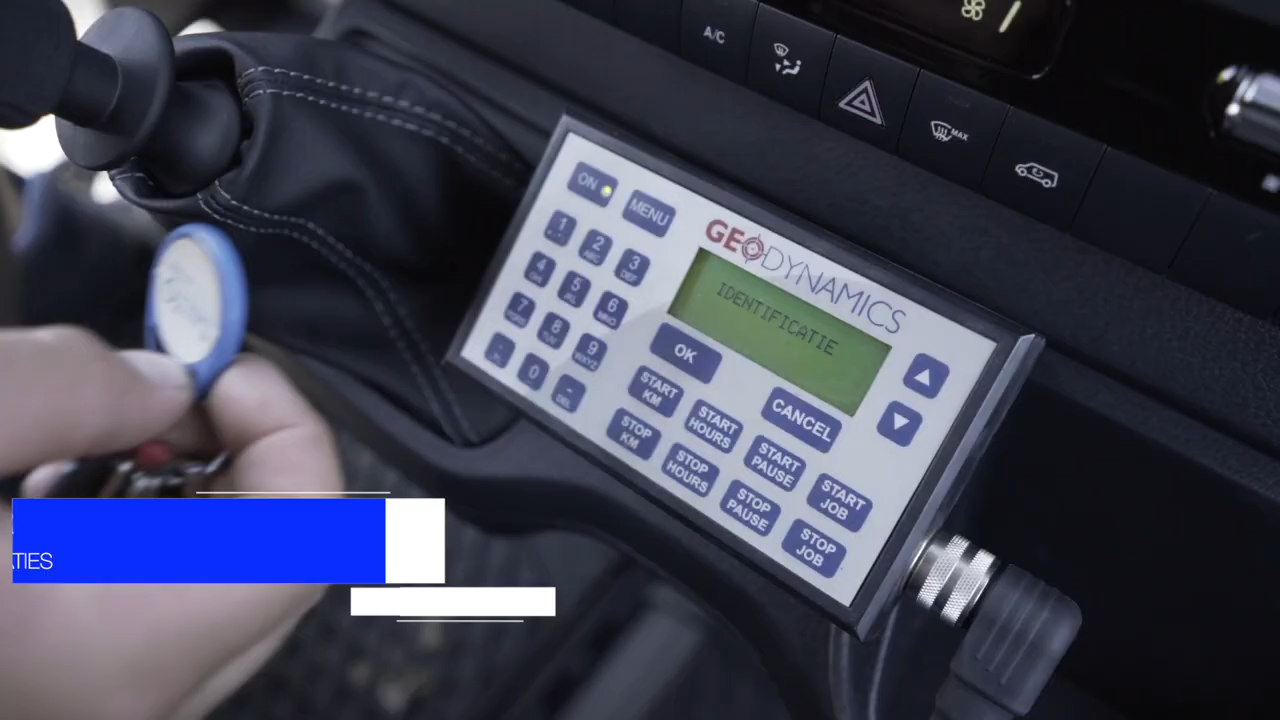 A/C
MAX
ON
MENU
GEODYNAMICS
IDENTIFICATIE
1
2 ABC
3 DEF
4 GHI
5 JKL
6 MNO
7
8 TUV
9 WXYZ
0
DEL
OK
CANCEL
START KM
START HOURS
START PAUSE
START JOB
STOP KM
STOP HOURS
STOP PAUSE
STOP JOB
TIES